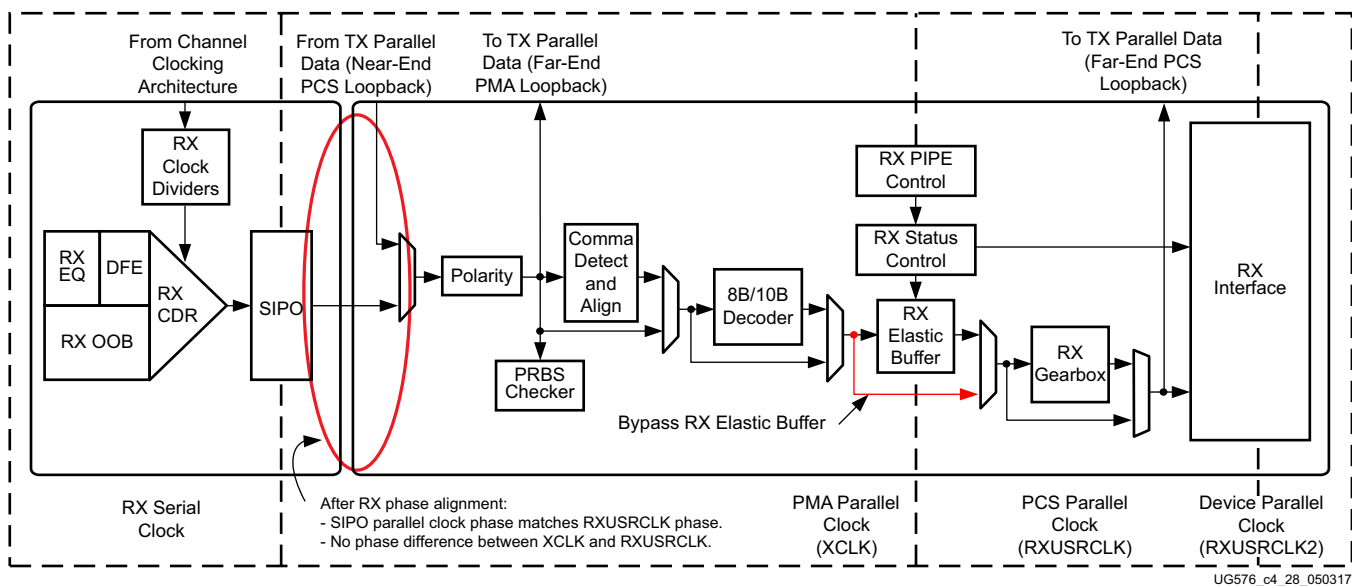 From Channel
Clocking
Architecture
From TX Parallel
Data (Near-End
PCS Loopback)
To TX Parallel
Data (Far-End
PMA Loopback)
To TX Parallel Data
(Far-End PCS
Loopback)
RX
Clock
Dividers
RX
EQ
DFE
RX
CDR
RX OOB
SIPO
Polarity
Comma
Detect
and
Align
PRBS
Checker
8B/10B
Decoder
RX PIPE
Control
RX Status
Control
RX
Elastic
Buffer
Bypass RX Elastic Buffer
RX
Gearbox
RX
Interface
RX Serial
Clock
After RX phase alignment:
- SIPO parallel clock phase matches RXUSRCLK phase.
- No phase difference between XCLK and RXUSRCLK.
PMA Parallel
Clock
(XCLK)
PCS Parallel
Clock
(RXUSRCLK)
Device Parallel
Clock
(RXUSRCLK2)
UG576_c4_28_050317